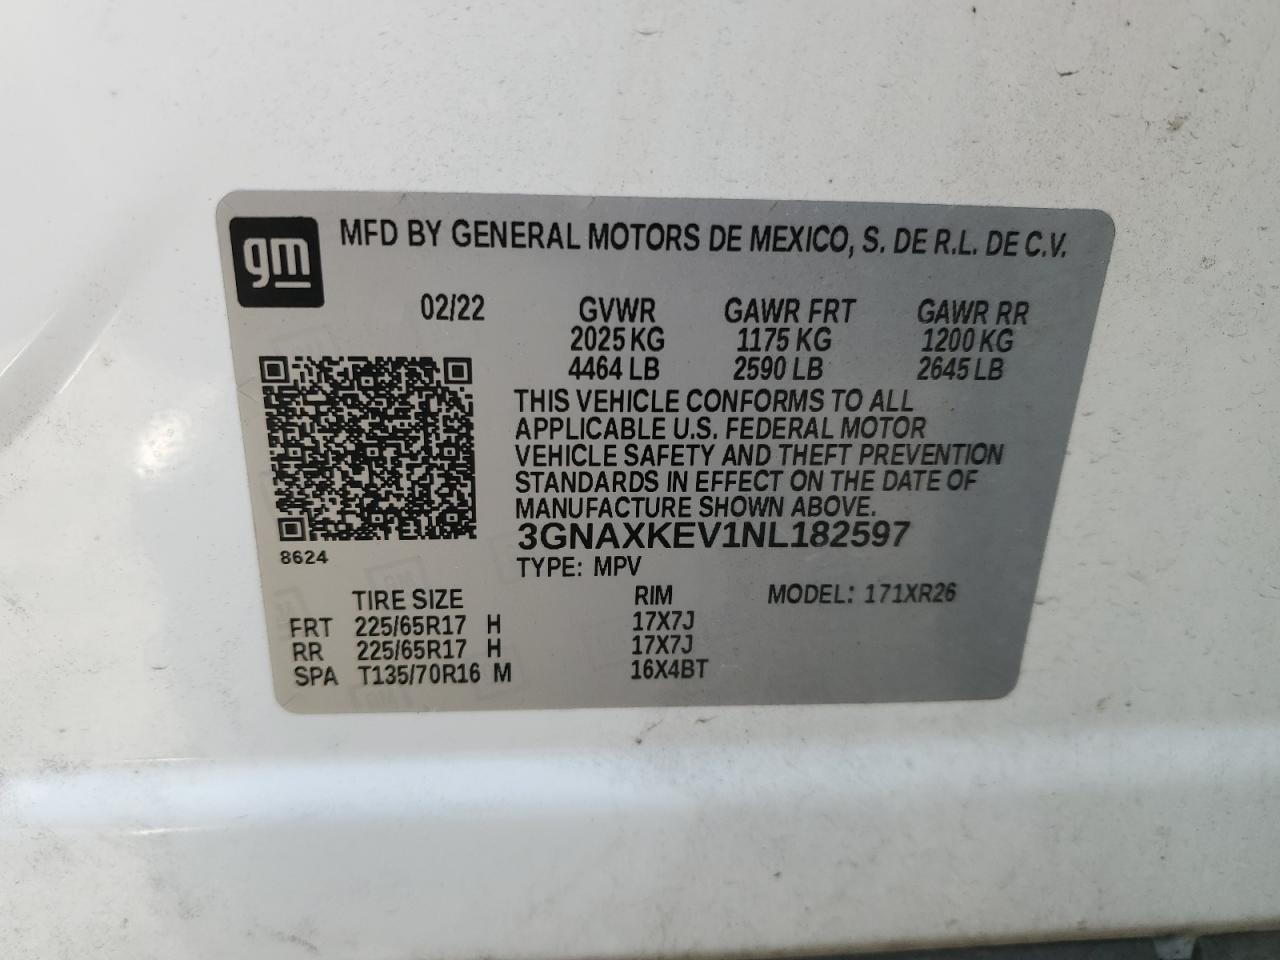 gm
MFD BY GENERAL MOTORS DE MEXICO, S. DE R.L. DE C.V.
02/22 GVWR GAWR FRT GAWR RR
2025 KG 1175 KG 1200 KG
4464 LB 2590 LB 2645 LB
THIS VEHICLE CONFORMS TO ALL
APPLICABLE U.S. FEDERAL MOTOR
VEHICLE SAFETY AND THEFT PREVENTION
STANDARDS IN EFFECT ON THE DATE OF
MANUFACTURE SHOWN ABOVE.
3GNAXKEV1NL182597
8624
TYPE: MPV
TIRE SIZE RIM MODEL: 171XR26
FRT 225/65R17 H 17X7J
RR 225/65R17 H 17X7J
SPA T135/70R16 M 16X4BT